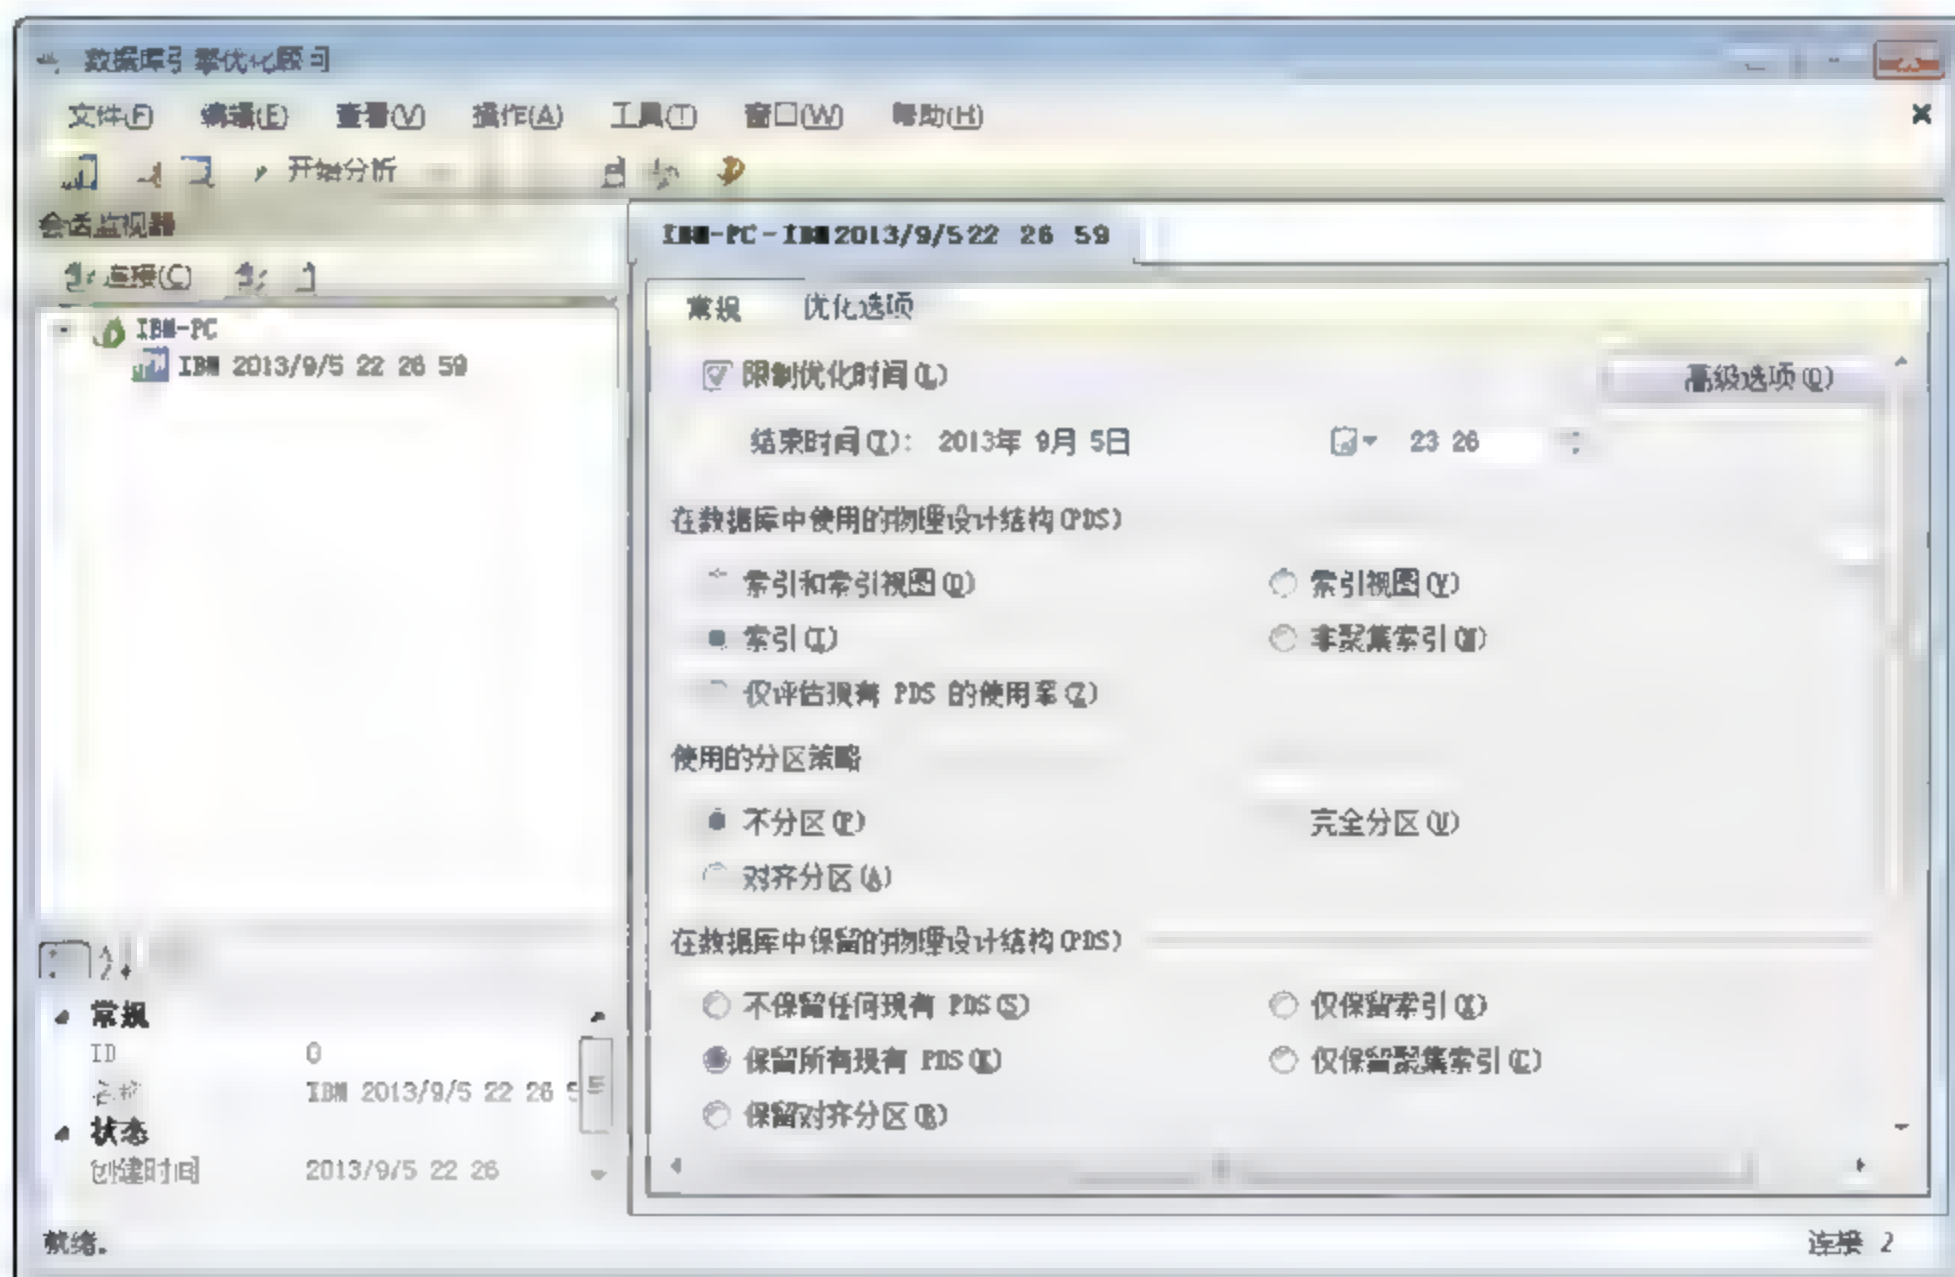 数据库引擎优化顾问
文件(F) 编辑(E) 查看(V) 操作(A) 工具(T) 窗口(W) 帮助(H)
开始分析
会话监视器
连接(C)
IBM-PC
IBM 2013/9/5 22 26 59
常规
ID 0
名称 IBM 2013/9/5 22 26 5
状态
创建时间 2013/9/5 22 26
IBM-PC - IBM 2013/9/5 22 26 59
常规 优化选项
限制优化时间(L) 高级选项(O)
结束时间(T): 2013年 9月 5日 23 26
在数据库中使用的物理设计结构(PDS)
索引和索引视图(D) 索引视图(V)
索引(I) 非聚集索引(N)
仅评估现有 PDS 的使用率(Z)
使用的分区策略
不分区(P) 完全分区(U)
对齐分区(A)
在数据库中保留的物理设计结构(PDS)
不保留任何现有 PDS(S) 仅保留索引(X)
保留所有现有 PDS(K) 仅保留聚集索引(C)
保留对齐分区(B)
就绪。 连接 2